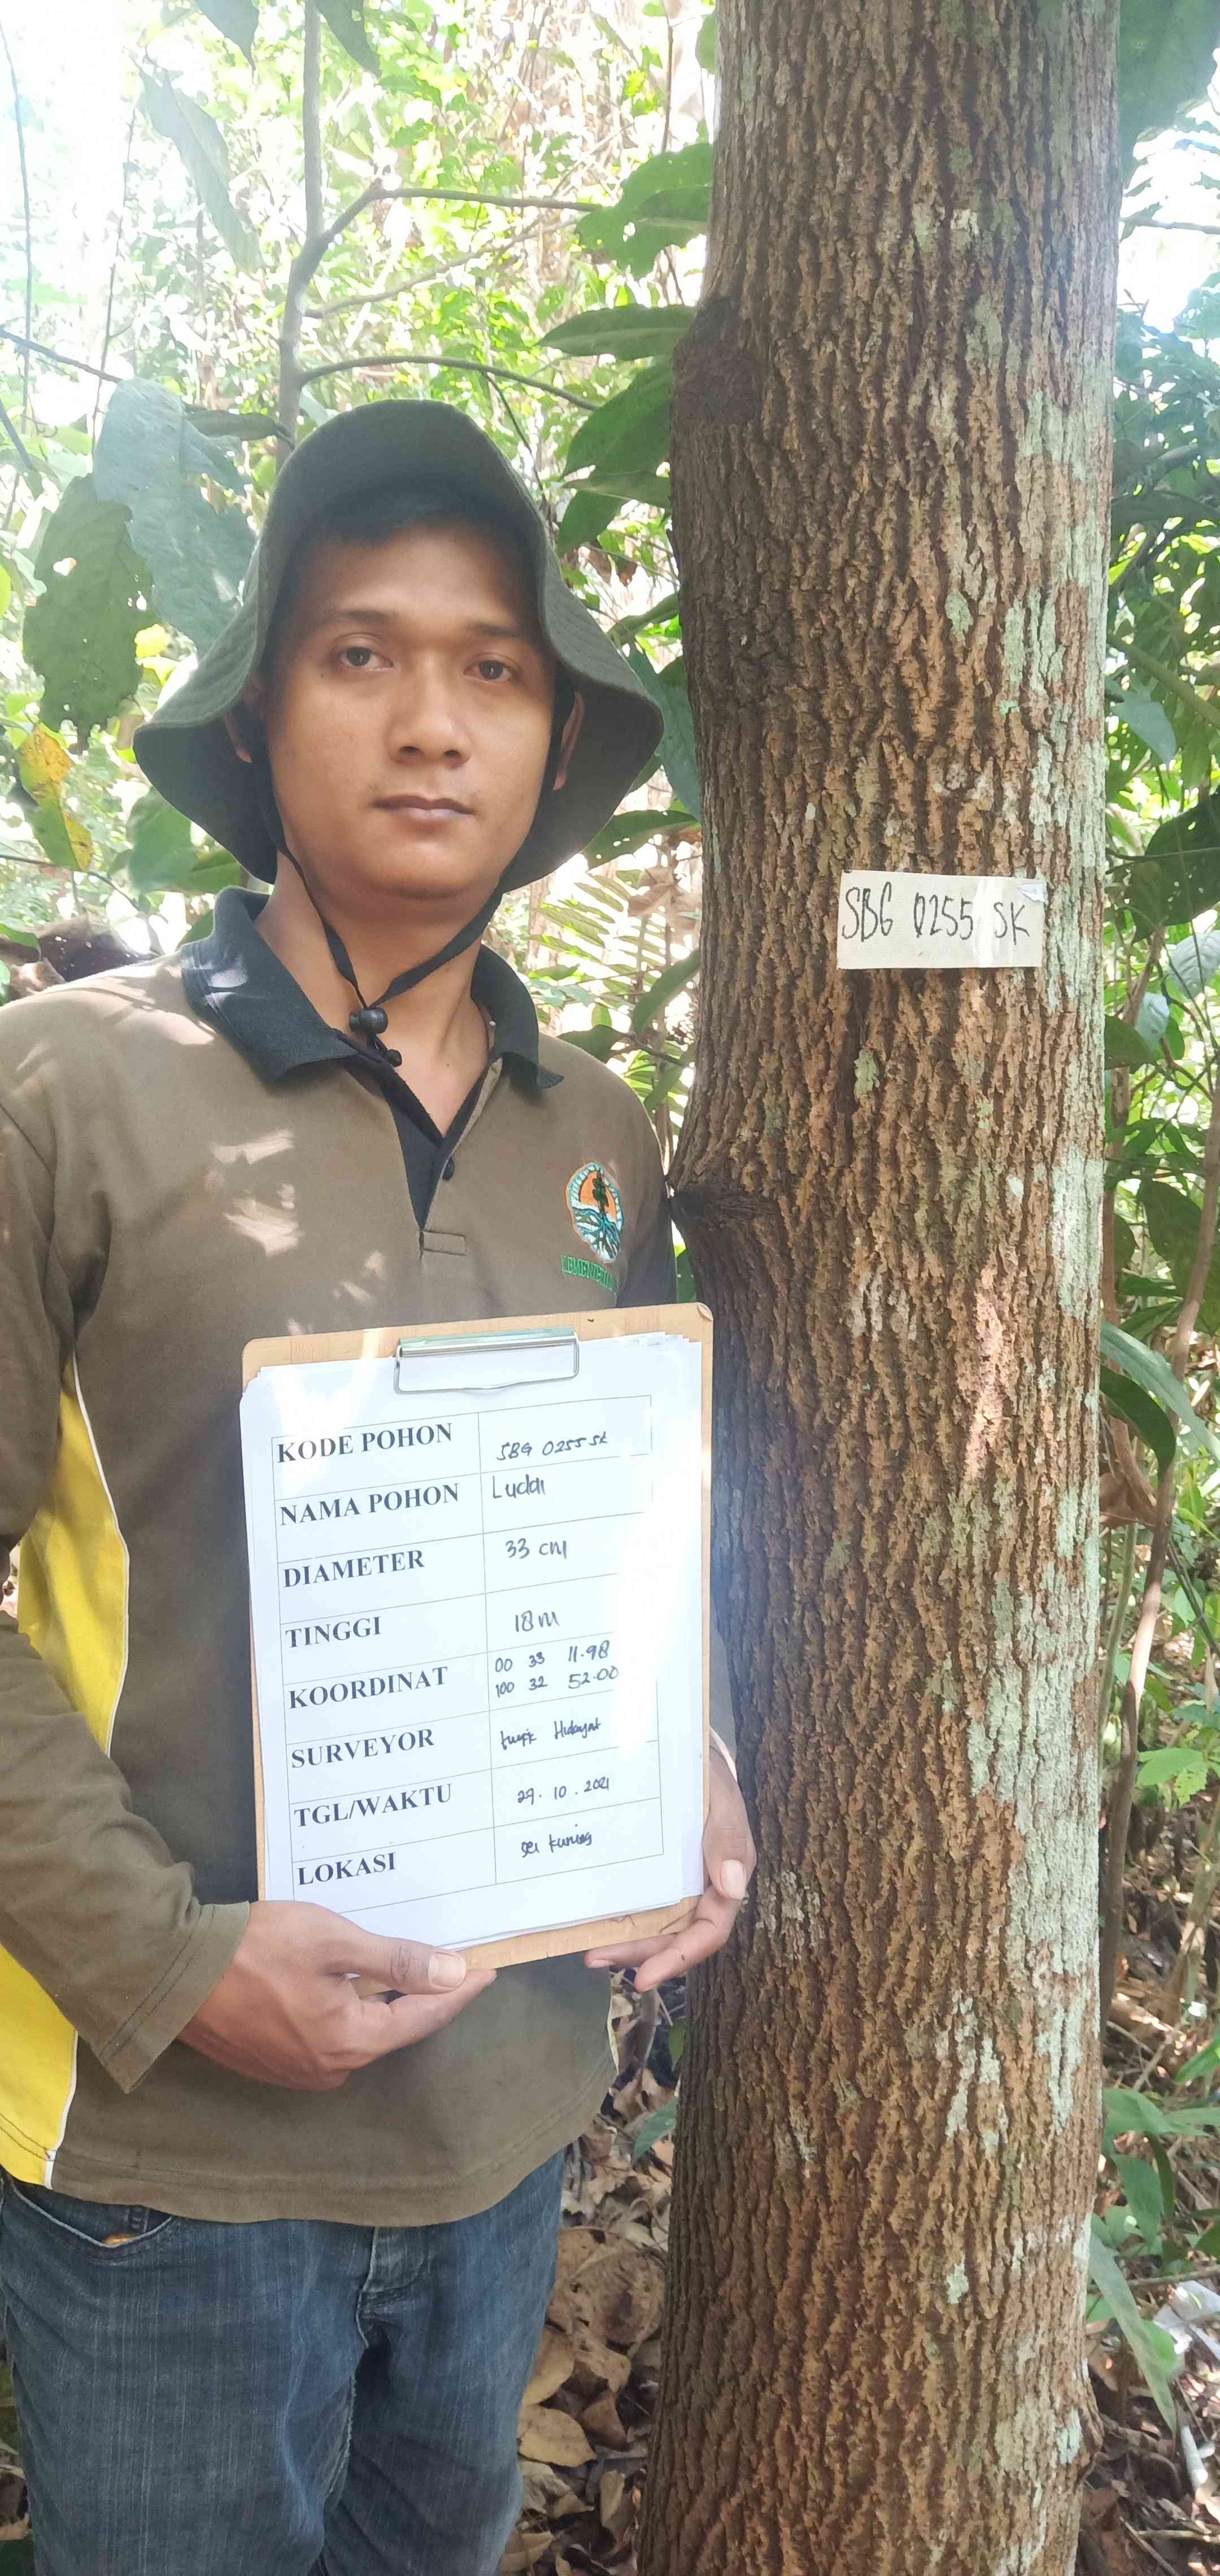 SBG 0255 SK
KODE POHON SBG 0255 SK
NAMA POHON Ludai
DIAMETER 33 cm
TINGGI 18 m
KOORDINAT 00 33 11.98
100 32 52.00
SURVEYOR Hidayat
TGL/WAKTU 29. 10. 2021
LOKASI sei kuning